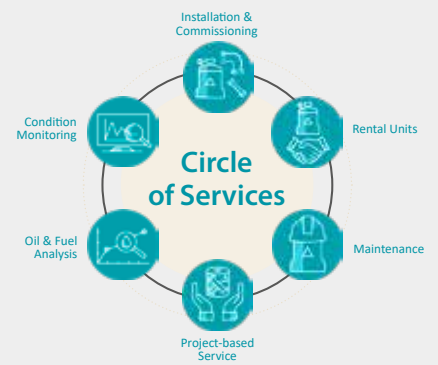 Installation &
Commissioning
Rental Units
Maintenance
Project-based
Service
Oil & Fuel
Analysis
Condition
Monitoring
Circle
of Services